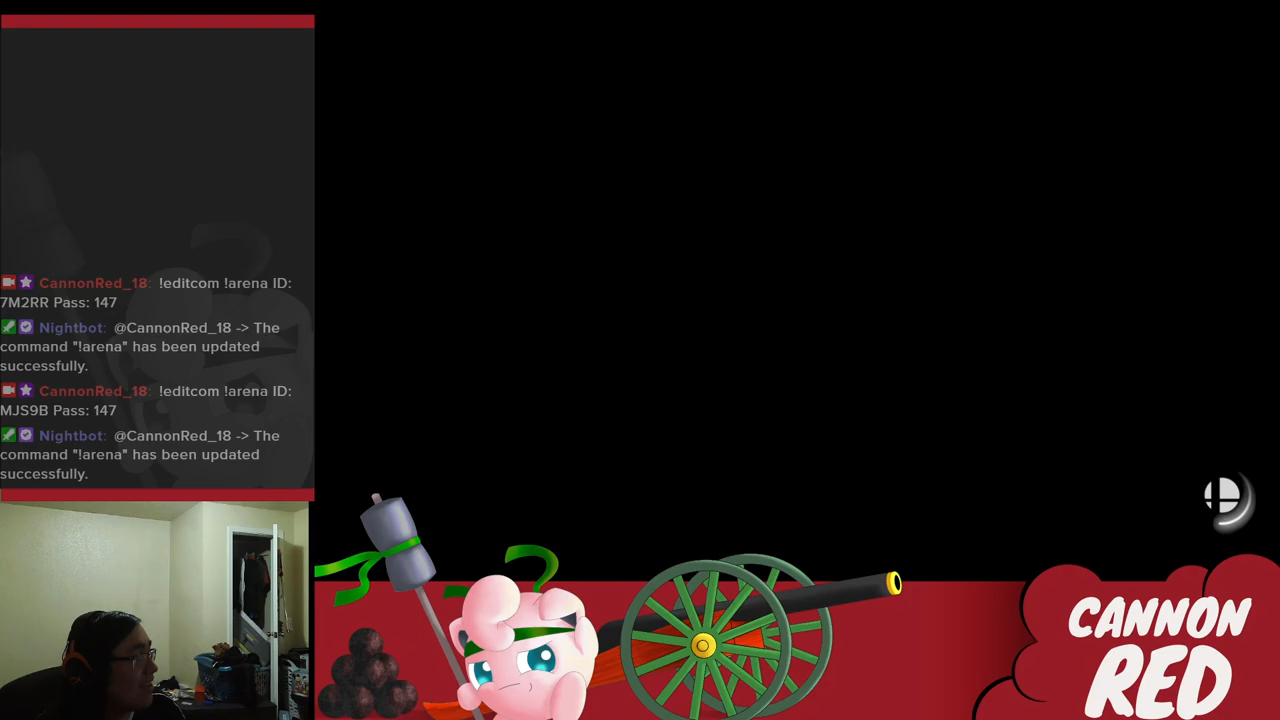 CannonRed_18: !editcom !arena ID:
7M2RR Pass: 147
Nightbot: @CannonRed_18 -> The
command "!arena" has been updated
successfully.
CannonRed_18: !editcom !arena ID:
MJS9B Pass: 147
Nightbot: @CannonRed_18 -> The
command "!arena" has been updated
successfully.
CANNON
RED